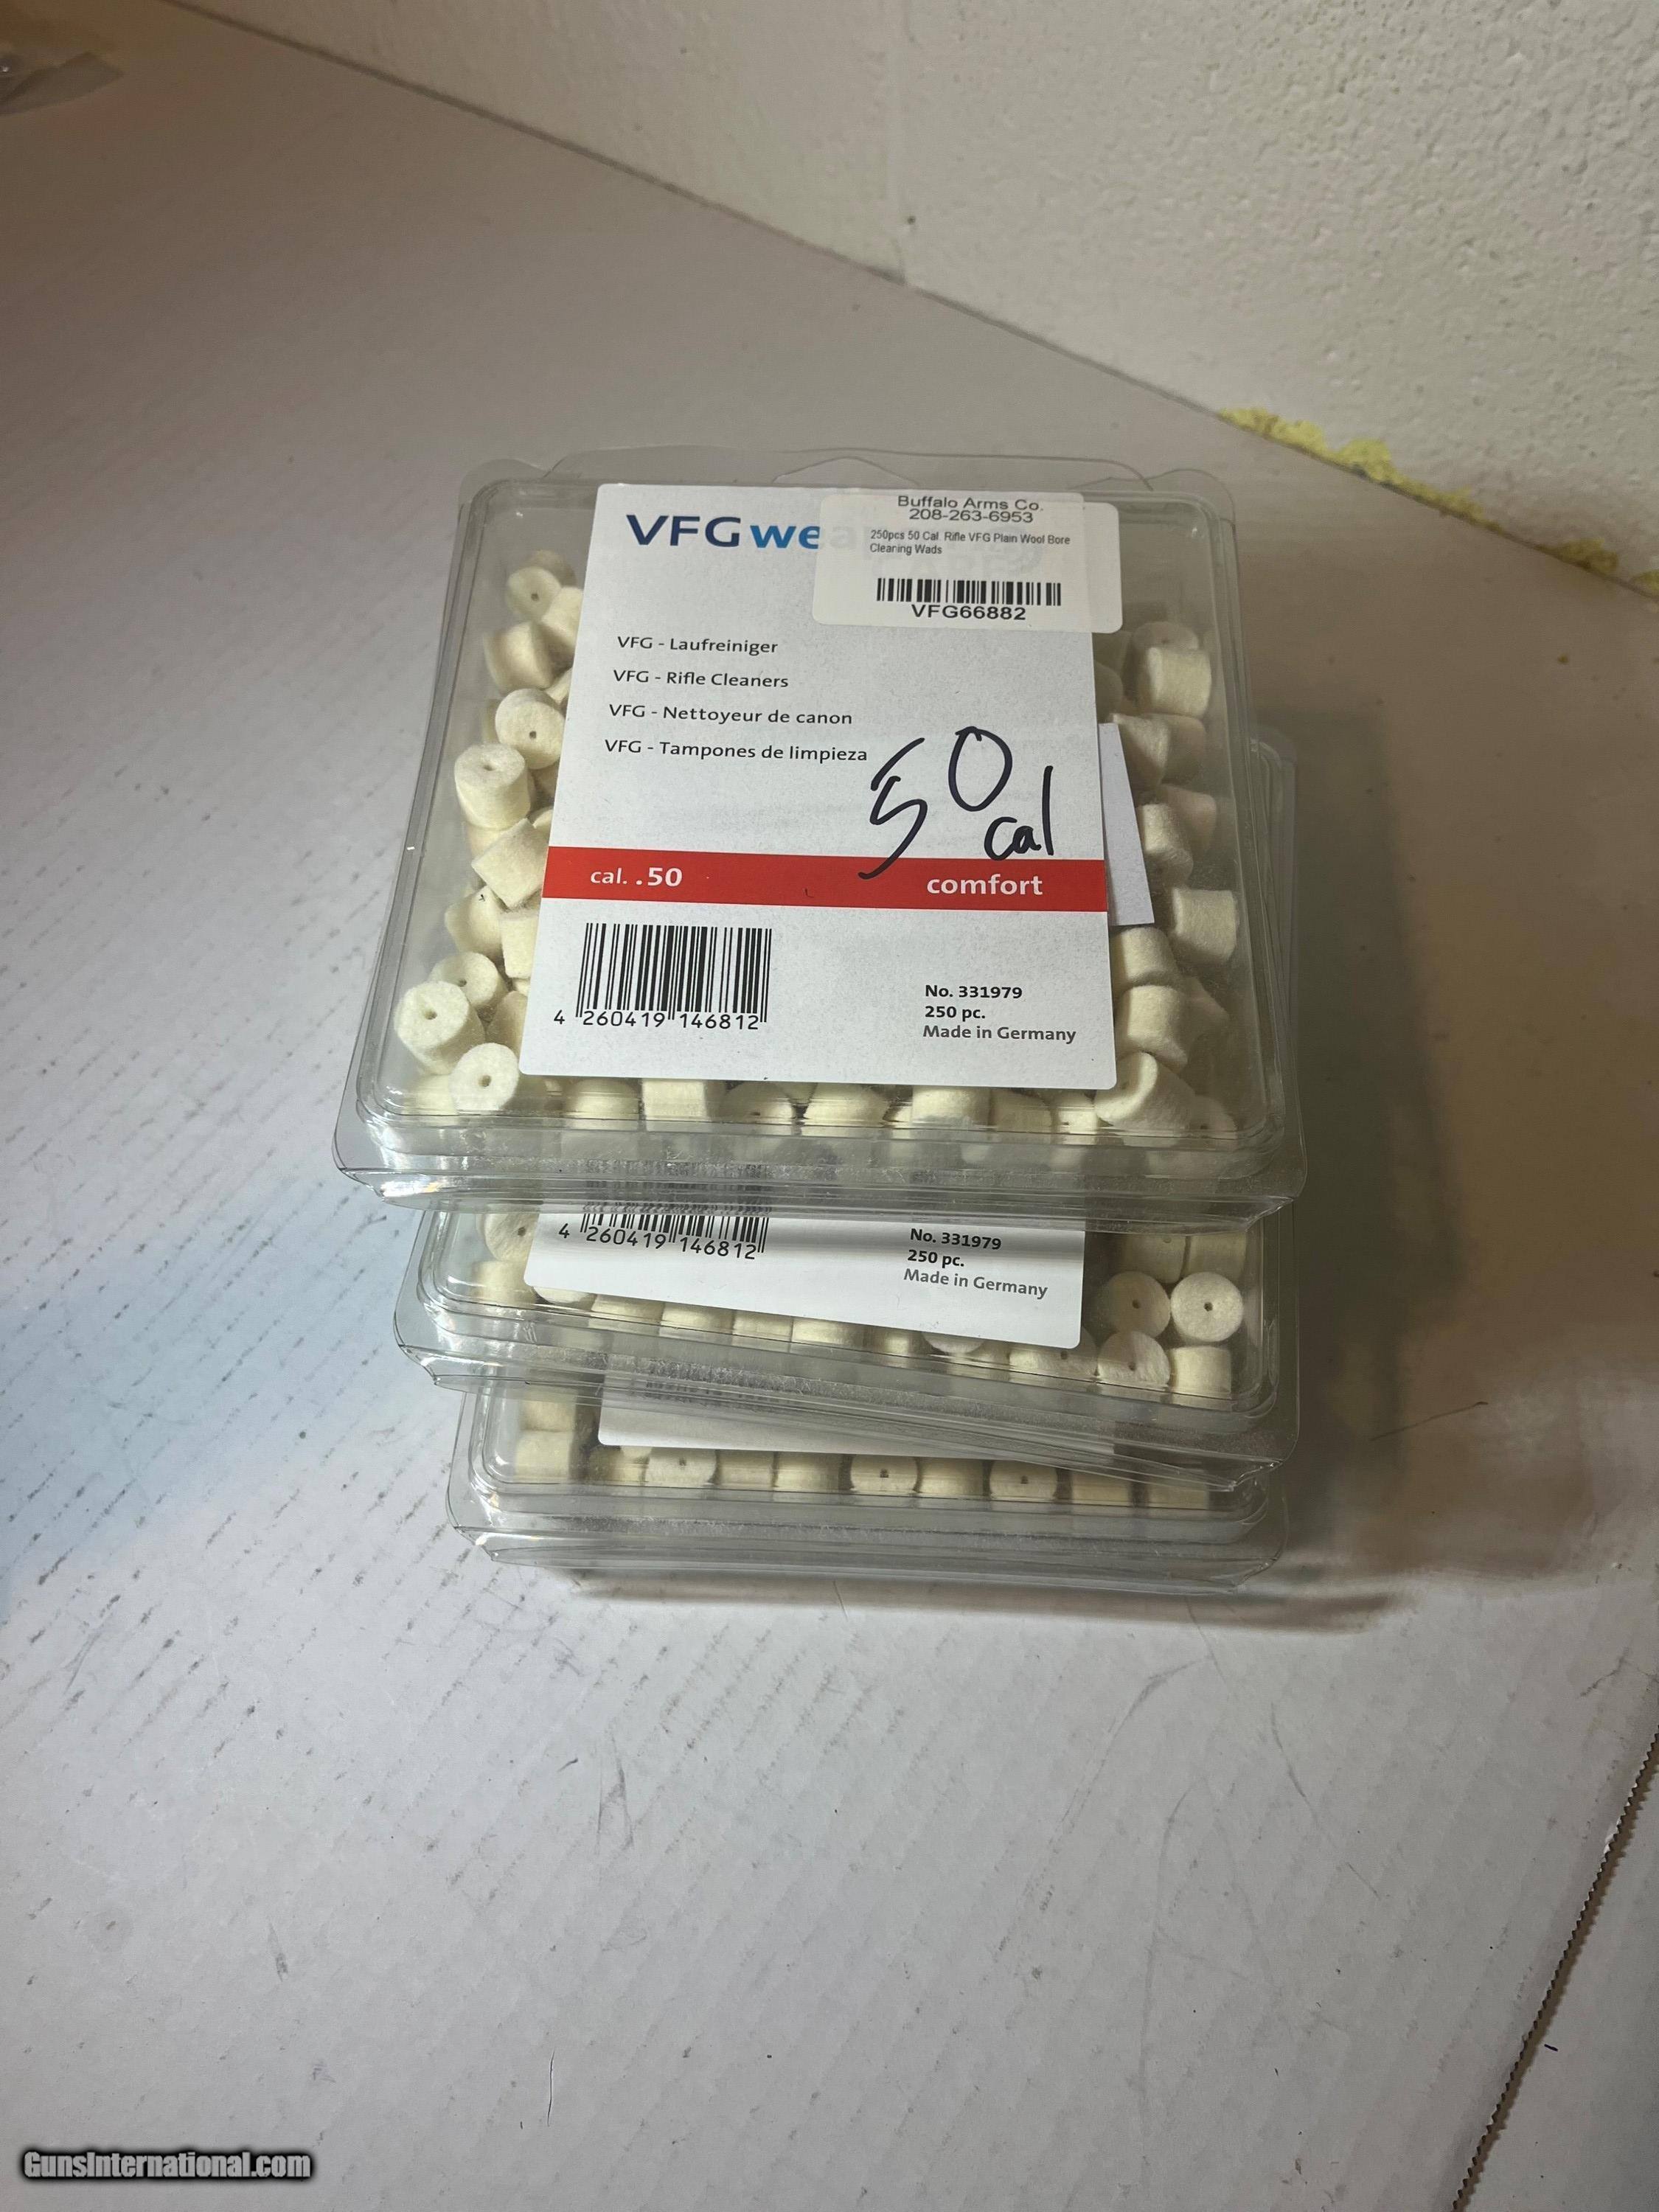 VFG we
Buffalo Arms Co.
208-263-6953
250pcs 50 Cal. Rifle VFG Plain Wool Bore
Cleaning Wads
VFG66882
VFG - Laufreiniger
VFG - Rifle Cleaners
VFG - Nettoyeur de canon
VFG - Tampones de limpieza
50
cal
cal. .50
comfort
4 260419 146812
No. 331979
250 pc.
Made in Germany
4 260419 146812
No. 331979
250 pc.
Made in Germany
GunsInternational.com